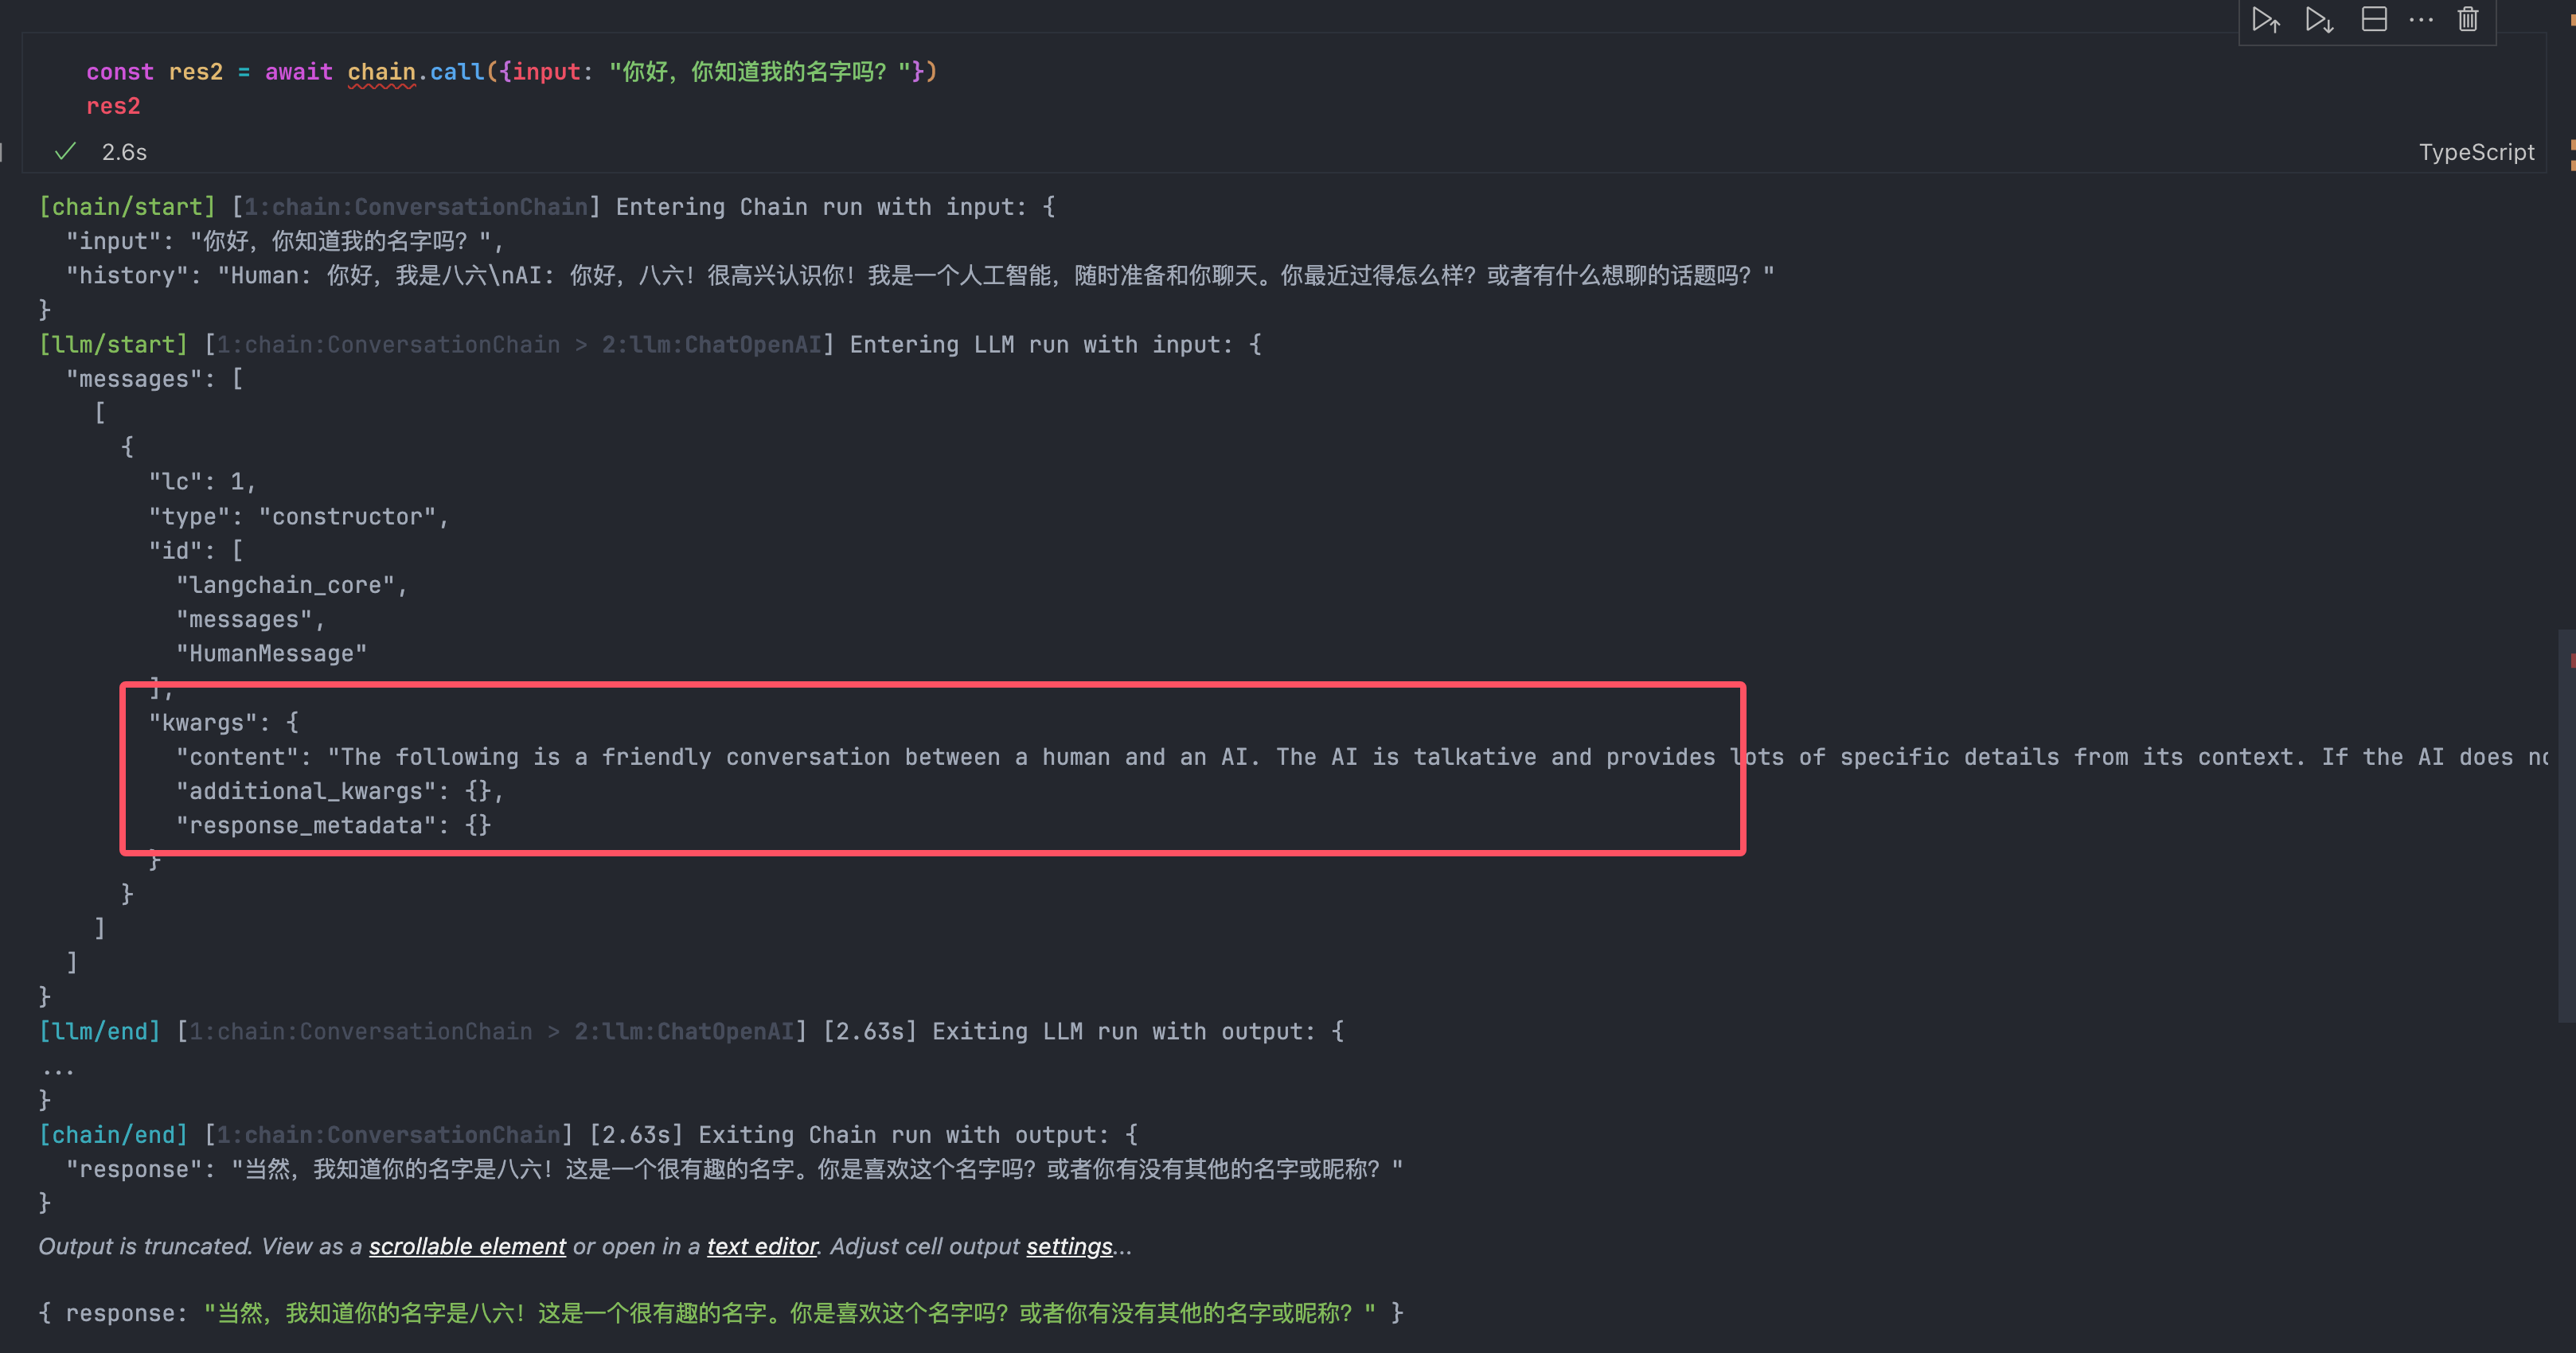 const res2 = await chain.call({input: "你好，你知道我的名字吗？"})
res2
2.6s
TypeScript
[chain/start] [1:chain:ConversationChain] Entering Chain run with input: {
  "input": "你好，你知道我的名字吗？",
  "history": "Human: 你好，我是八六\nAI: 你好，八六！很高兴认识你！我是一个人工智能，随时准备和你聊天。你最近过得怎么样？或者有什么想聊的话题吗？"
}
[llm/start] [1:chain:ConversationChain > 2:llm:ChatOpenAI] Entering LLM run with input: {
  "messages": [
    [
      {
        "lc": 1,
        "type": "constructor",
        "id": [
          "langchain_core",
          "messages",
          "HumanMessage"
        ],
        "kwargs": {
          "content": "The following is a friendly conversation between a human and an AI. The AI is talkative and provides lots of specific details from its context. If the AI does
          "additional_kwargs": {},
          "response_metadata": {}
        }
      }
    ]
  ]
}
[llm/end] [1:chain:ConversationChain > 2:llm:ChatOpenAI] [2.63s] Exiting LLM run with output: {
...
}
[chain/end] [1:chain:ConversationChain] [2.63s] Exiting Chain run with output: {
  "response": "当然，我知道你的名字是八六！这是一个很有趣的名字。你是喜欢这个名字吗？或者你有没有其他的名字或昵称？"
}
Output is truncated. View as a scrollable element or open in a text editor. Adjust cell output settings...
{ response: "当然，我知道你的名字是八六！这是一个很有趣的名字。你是喜欢这个名字吗？或者你有没有其他的名字或昵称？" }